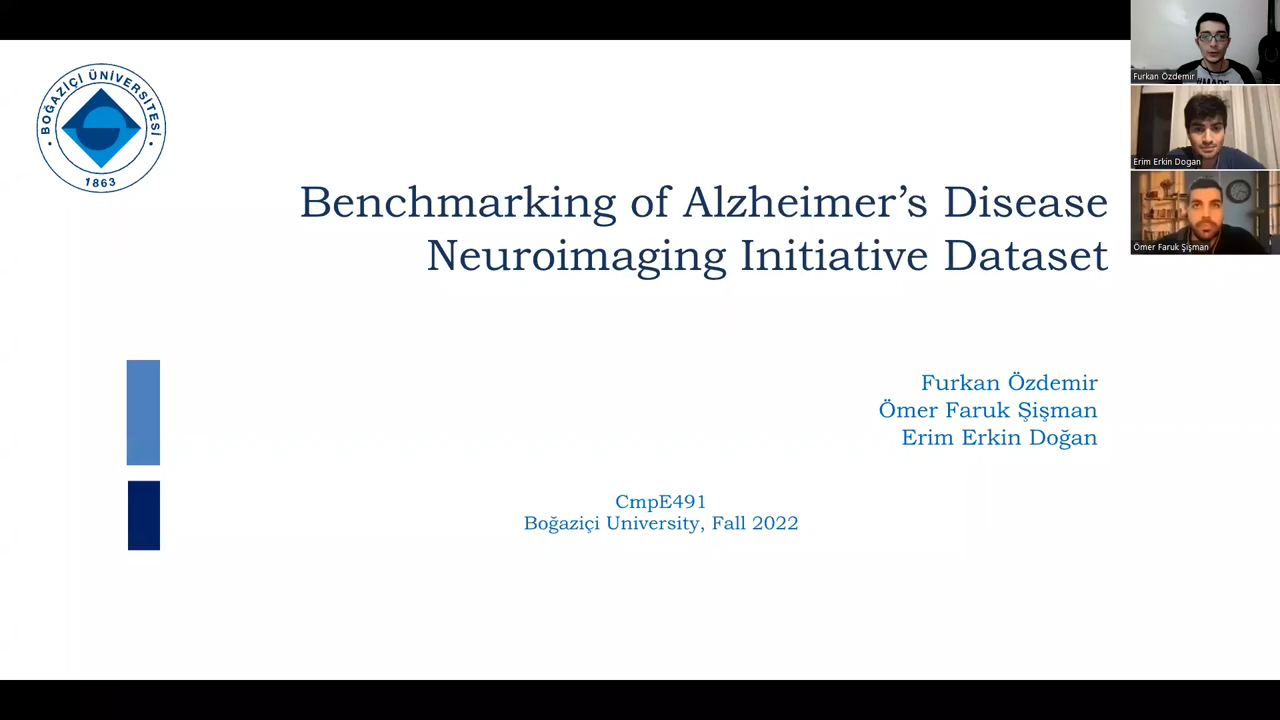 BOĞAZİÇİ ÜNİVERSİTESİ
1863
Benchmarking of Alzheimer’s Disease
Neuroimaging Initiative Dataset
Furkan Özdemir
Ömer Faruk Şişman
Erim Erkin Doğan
CmpE491
Boğaziçi University, Fall 2022
Furkan Özdemir
Erim Erkin Dogan
Ömer Faruk Şişman